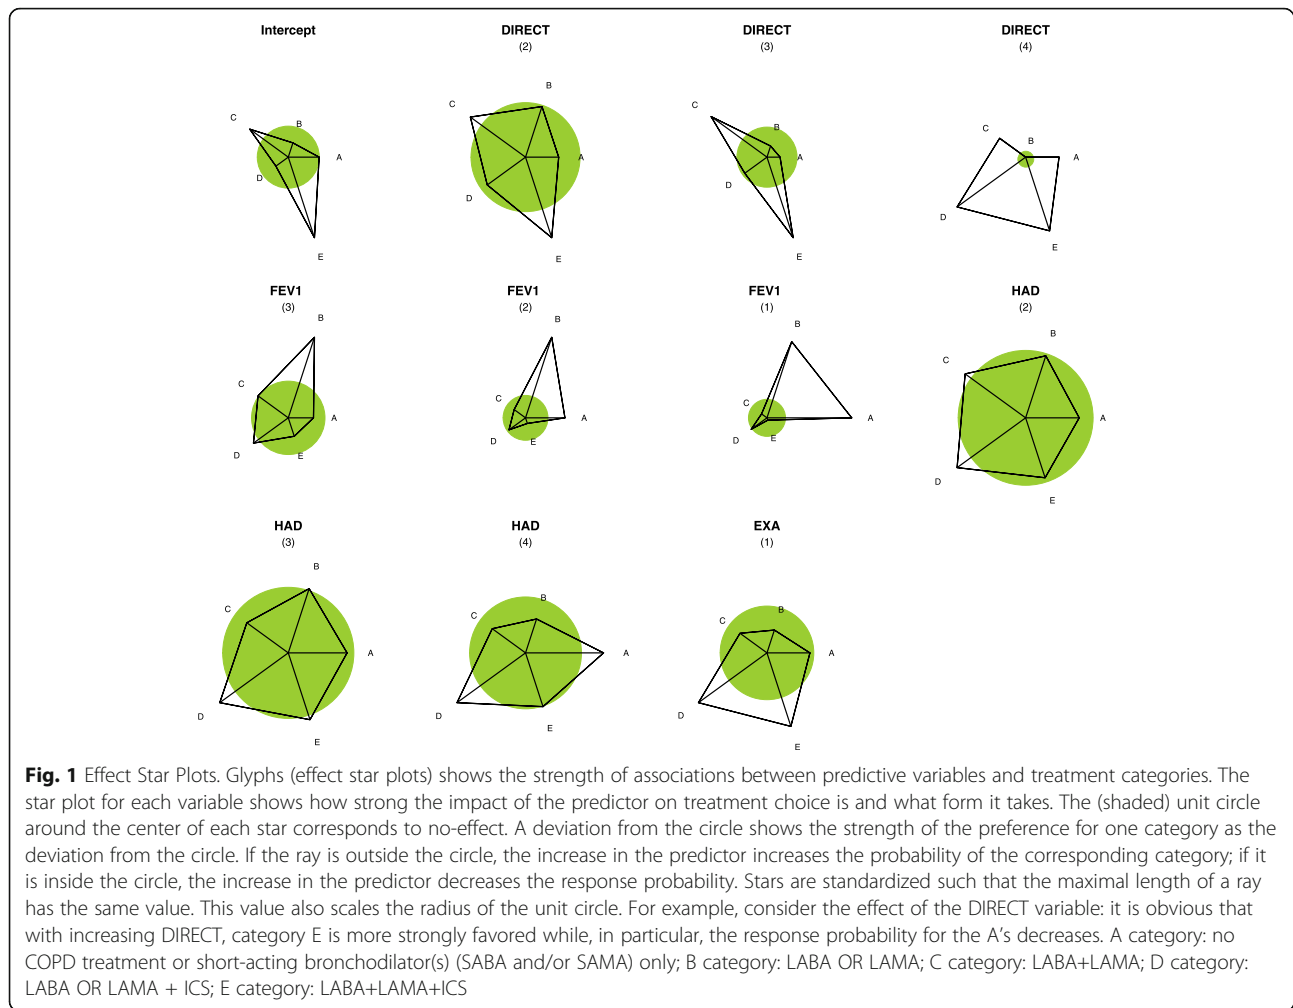 Intercept DIRECT DIRECT DIRECT
(2) (3) (4)
C B A D E
C B A D E
C B A D E
C B A D E
FEV1 FEV1 FEV1 HAD
(3) (2) (1) (2)
B C A D E
B C A D E
B C A D E
B C A D E
HAD HAD EXA
(3) (4) (1)
B C A D E
B C A D E
B C A D E
Fig. 1 Effect Star Plots. Glyphs (effect star plots) shows the strength of associations between predictive variables and treatment categories. The
star plot for each variable shows how strong the impact of the predictor on treatment choice is and what form it takes. The (shaded) unit circle
around the center of each star corresponds to no-effect. A deviation from the circle shows the strength of the preference for one category as the
deviation from the circle. If the ray is outside the circle, the increase in the predictor increases the probability of the corresponding category; if it
is inside the circle, the increase in the predictor decreases the response probability. Stars are standardized such that the maximal length of a ray
has the same value. This value also scales the radius of the unit circle. For example, consider the effect of the DIRECT variable: it is obvious that
with increasing DIRECT, category E is more strongly favored while, in particular, the response probability for the A's decreases. A category: no
COPD treatment or short-acting bronchodilator(s) (SABA and/or SAMA) only; B category: LABA OR LAMA; C category: LABA+LAMA; D category:
LABA OR LAMA + ICS; E category: LABA+LAMA+ICS